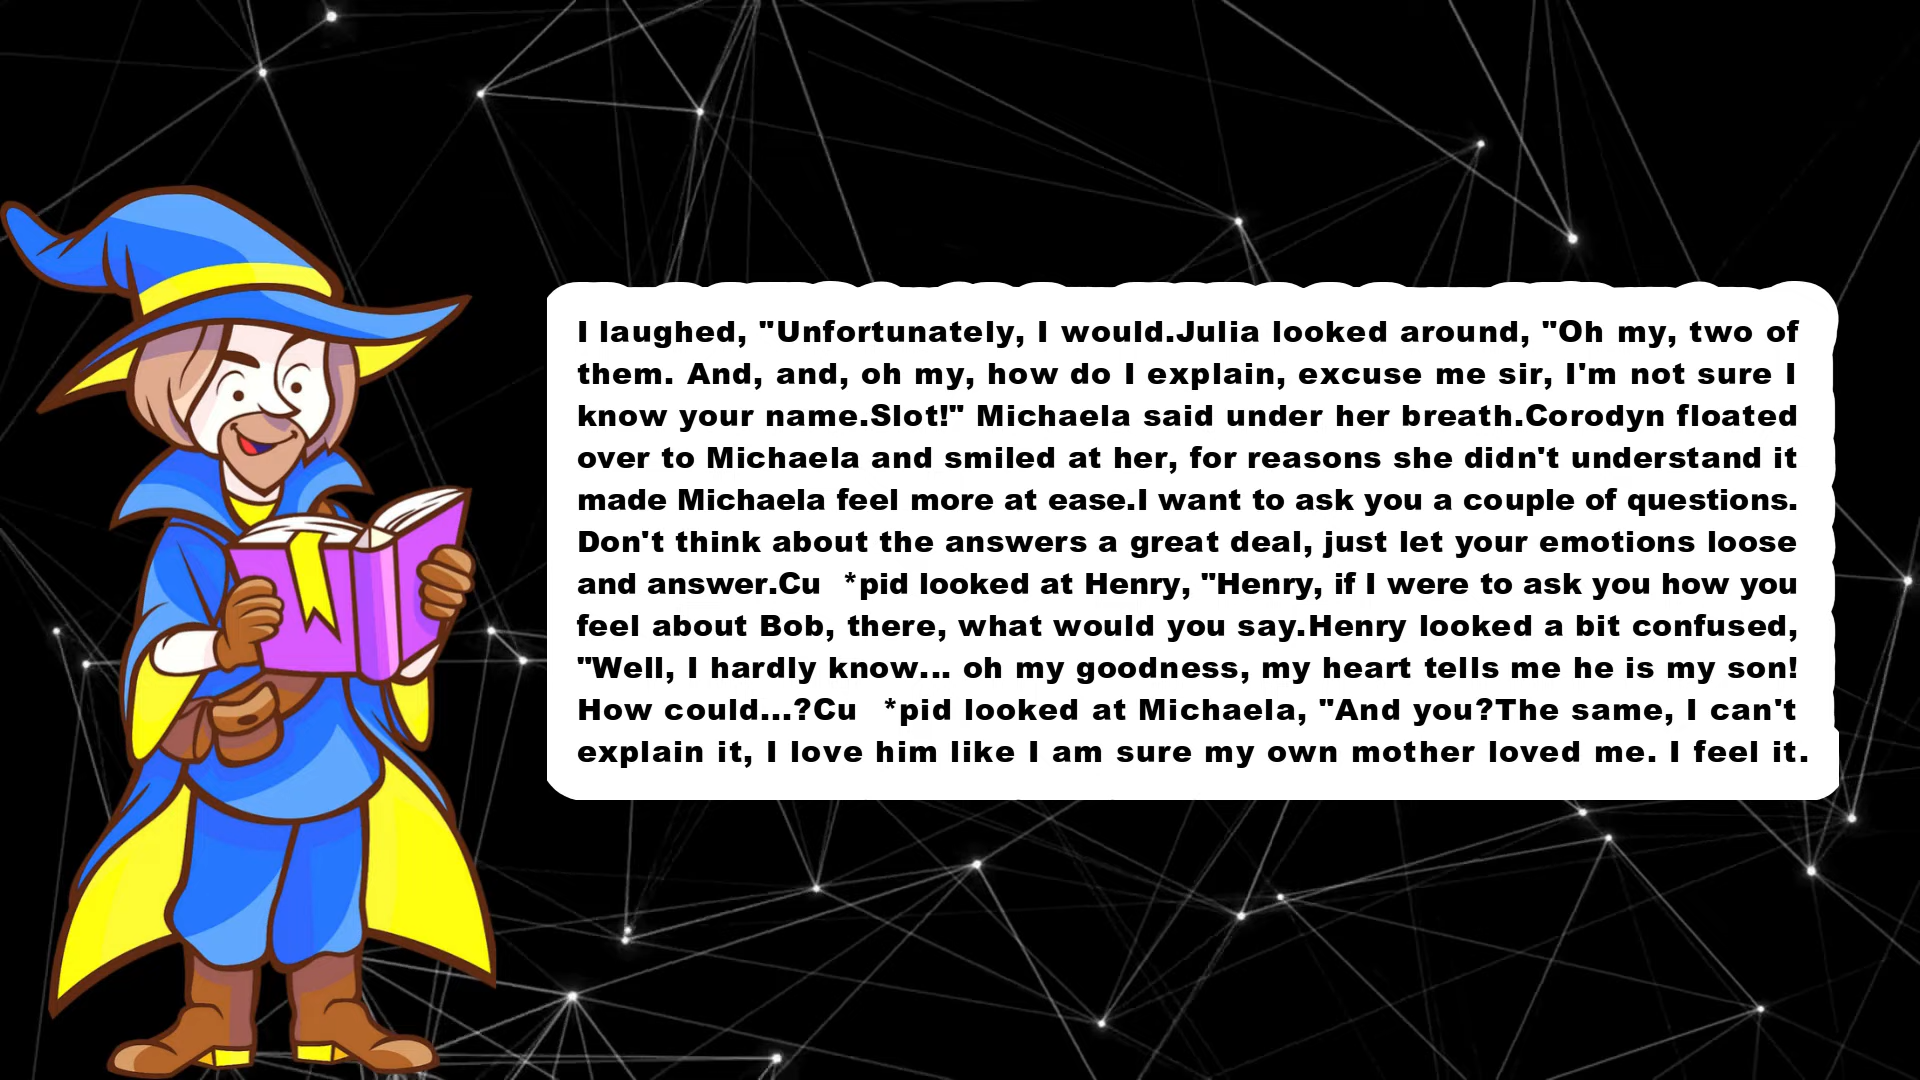 I laughed, "Unfortunately, I would.Julia looked around, "Oh my, two of
them. And, and, oh my, how do I explain, excuse me sir, I'm not sure I
know your name.Slot!" Michaela said under her breath.Corodyn floated
over to Michaela and smiled at her, for reasons she didn't understand it
made Michaela feel more at ease.I want to ask you a couple of questions.
Don't think about the answers a great deal, just let your emotions loose
and answer.Cu  *pid looked at Henry, "Henry, if I were to ask you how you
feel about Bob, there, what would you say.Henry looked a bit confused,
"Well, I hardly know... oh my goodness, my heart tells me he is my son!
How could...?Cu  *pid looked at Michaela, "And you?The same, I can't
explain it, I love him like I am sure my own mother loved me. I feel it.